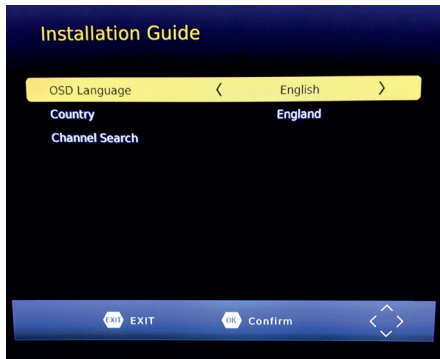 Installation Guide
OSD Language English
Country England
Channel Search
EXIT EXIT OK Confirm